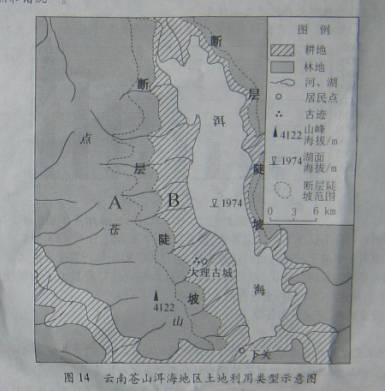 图 例
耕地
林地
河、湖
居民点
古迹
4122 山峰
海拔/m
1974 湖面
海拔/m
断层陡
坡范围
0 3 6 km
断层陡坡
洱海
断层陡坡
点苍山
A
B
1974
大理古城
4122
下关
图 14 云南苍山洱海地区土地利用类型示意图